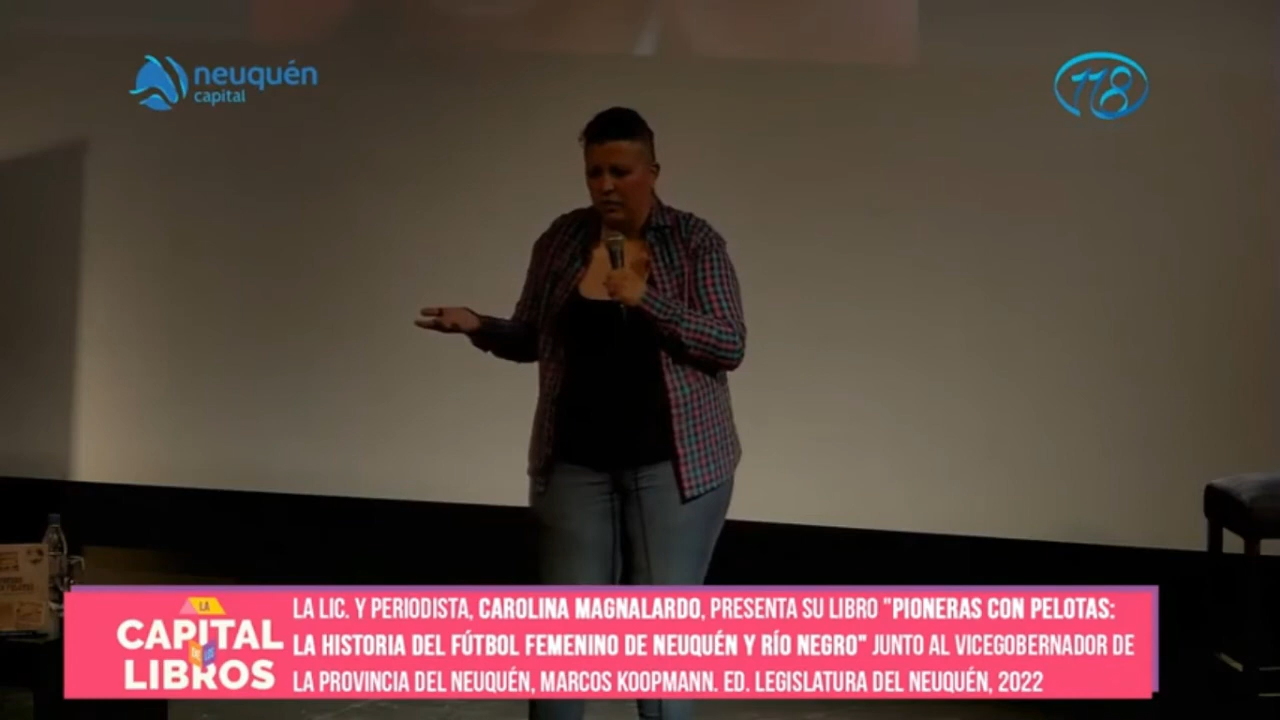 neuquén
capital
118
LA
CAPITAL
DE LOS
LIBROS
LA LIC. Y PERIODISTA, CAROLINA MAGNALARDO, PRESENTA SU LIBRO "PIONERAS CON PELOTAS:
LA HISTORIA DEL FÚTBOL FEMENINO DE NEUQUÉN Y RÍO NEGRO" JUNTO AL VICEGOBERNADOR DE
LA PROVINCIA DEL NEUQUÉN, MARCOS KOOPMANN. ED. LEGISLATURA DEL NEUQUÉN, 2022